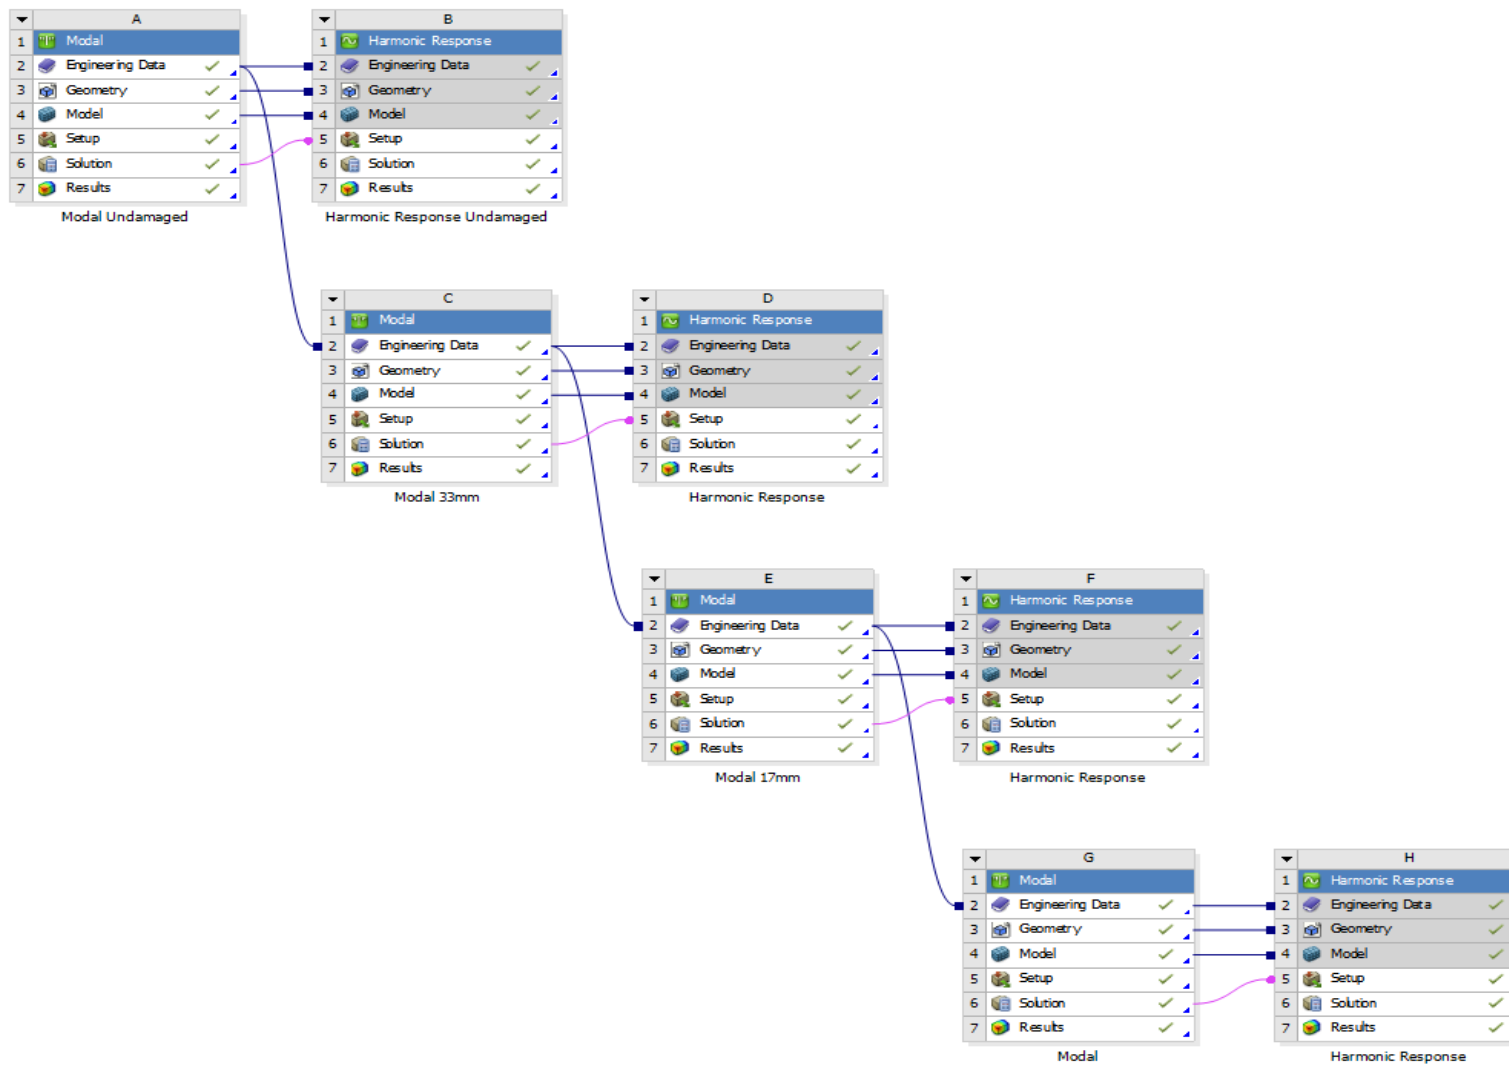 A
1 Modal
2 Engineering Data
3 Geometry
4 Model
5 Setup
6 Solution
7 Results
Modal Undamaged
B
1 Harmonic Response
2 Engineering Data
3 Geometry
4 Model
5 Setup
6 Solution
7 Results
Harmonic Response Undamaged
C
1 Modal
2 Engineering Data
3 Geometry
4 Model
5 Setup
6 Solution
7 Results
Modal 33mm
D
1 Harmonic Response
2 Engineering Data
3 Geometry
4 Model
5 Setup
6 Solution
7 Results
Harmonic Response
E
1 Modal
2 Engineering Data
3 Geometry
4 Model
5 Setup
6 Solution
7 Results
Modal 17mm
F
1 Harmonic Response
2 Engineering Data
3 Geometry
4 Model
5 Setup
6 Solution
7 Results
Harmonic Response
G
1 Modal
2 Engineering Data
3 Geometry
4 Model
5 Setup
6 Solution
7 Results
Modal
H
1 Harmonic Response
2 Engineering Data
3 Geometry
4 Model
5 Setup
6 Solution
7 Results
Harmonic Response